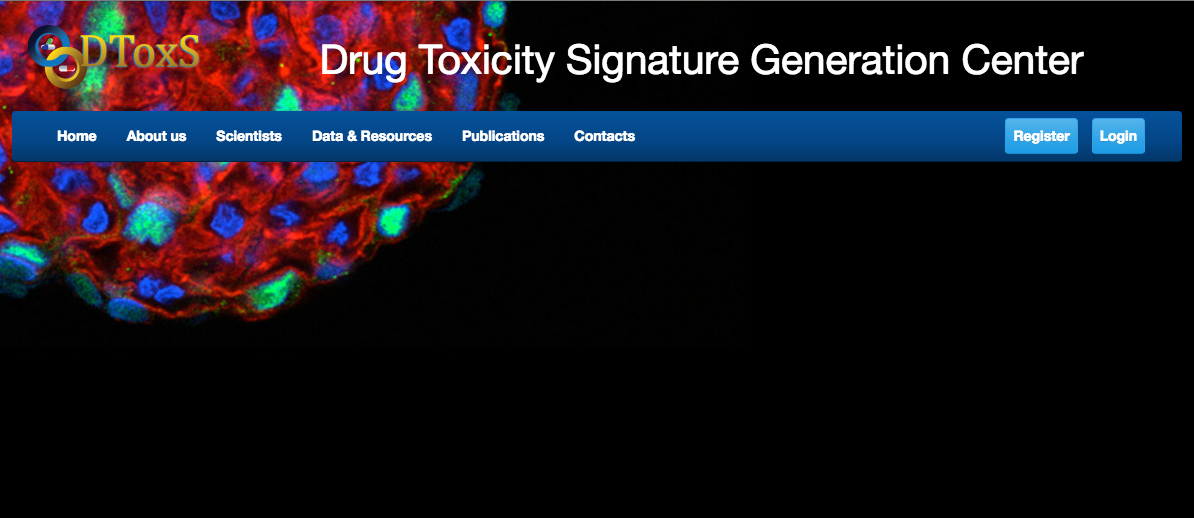 DToxS
Drug Toxicity Signature Generation Center
Home About us Scientists Data & Resources Publications Contacts Register Login